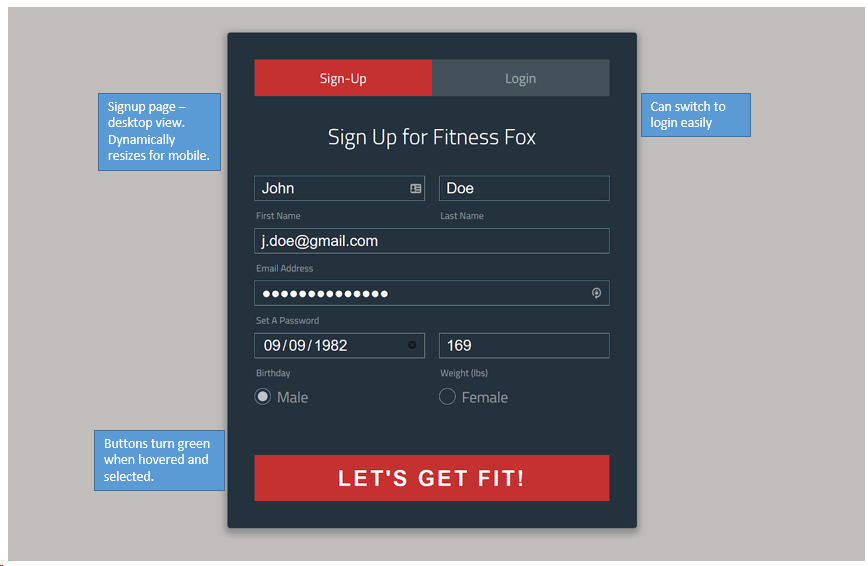 Sign-Up
Login
Signup page –
desktop view.
Dynamically
resizes for mobile.
Can switch to
login easily
Sign Up for Fitness Fox
John
Doe
First Name
Last Name
j.doe@gmail.com
Email Address
●●●●●●●●●●●●●●
Set A Password
09/09/1982
169
Birthday
Weight (lbs)
Male
Female
Buttons turn green
when hovered and
selected.
LET'S GET FIT!